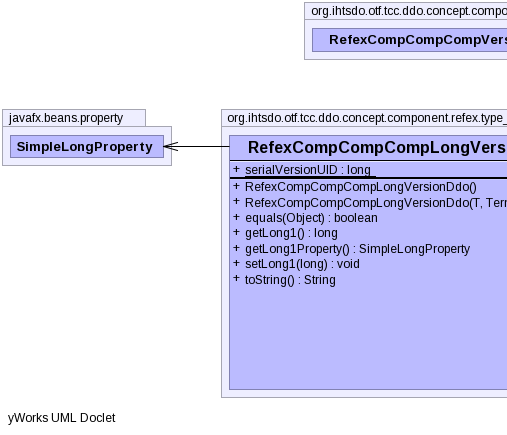 org.ihtsdo.otf.tcc.ddo.concept.compo
RefexCompCompCompVers
javafx.beans.property
SimpleLongProperty
org.ihtsdo.otf.tcc.ddo.concept.component.refex.type_
RefexCompCompCompLongVersi
+ serialVersionUID : long
+ RefexCompCompCompLongVersionDdo()
+ RefexCompCompCompLongVersionDdo(T, Term
+ equals(Object) : boolean
+ getLong1() : long
+ getLong1Property() : SimpleLongProperty
+ setLong1(long) : void
+ toString() : String
yWorks UML Doclet